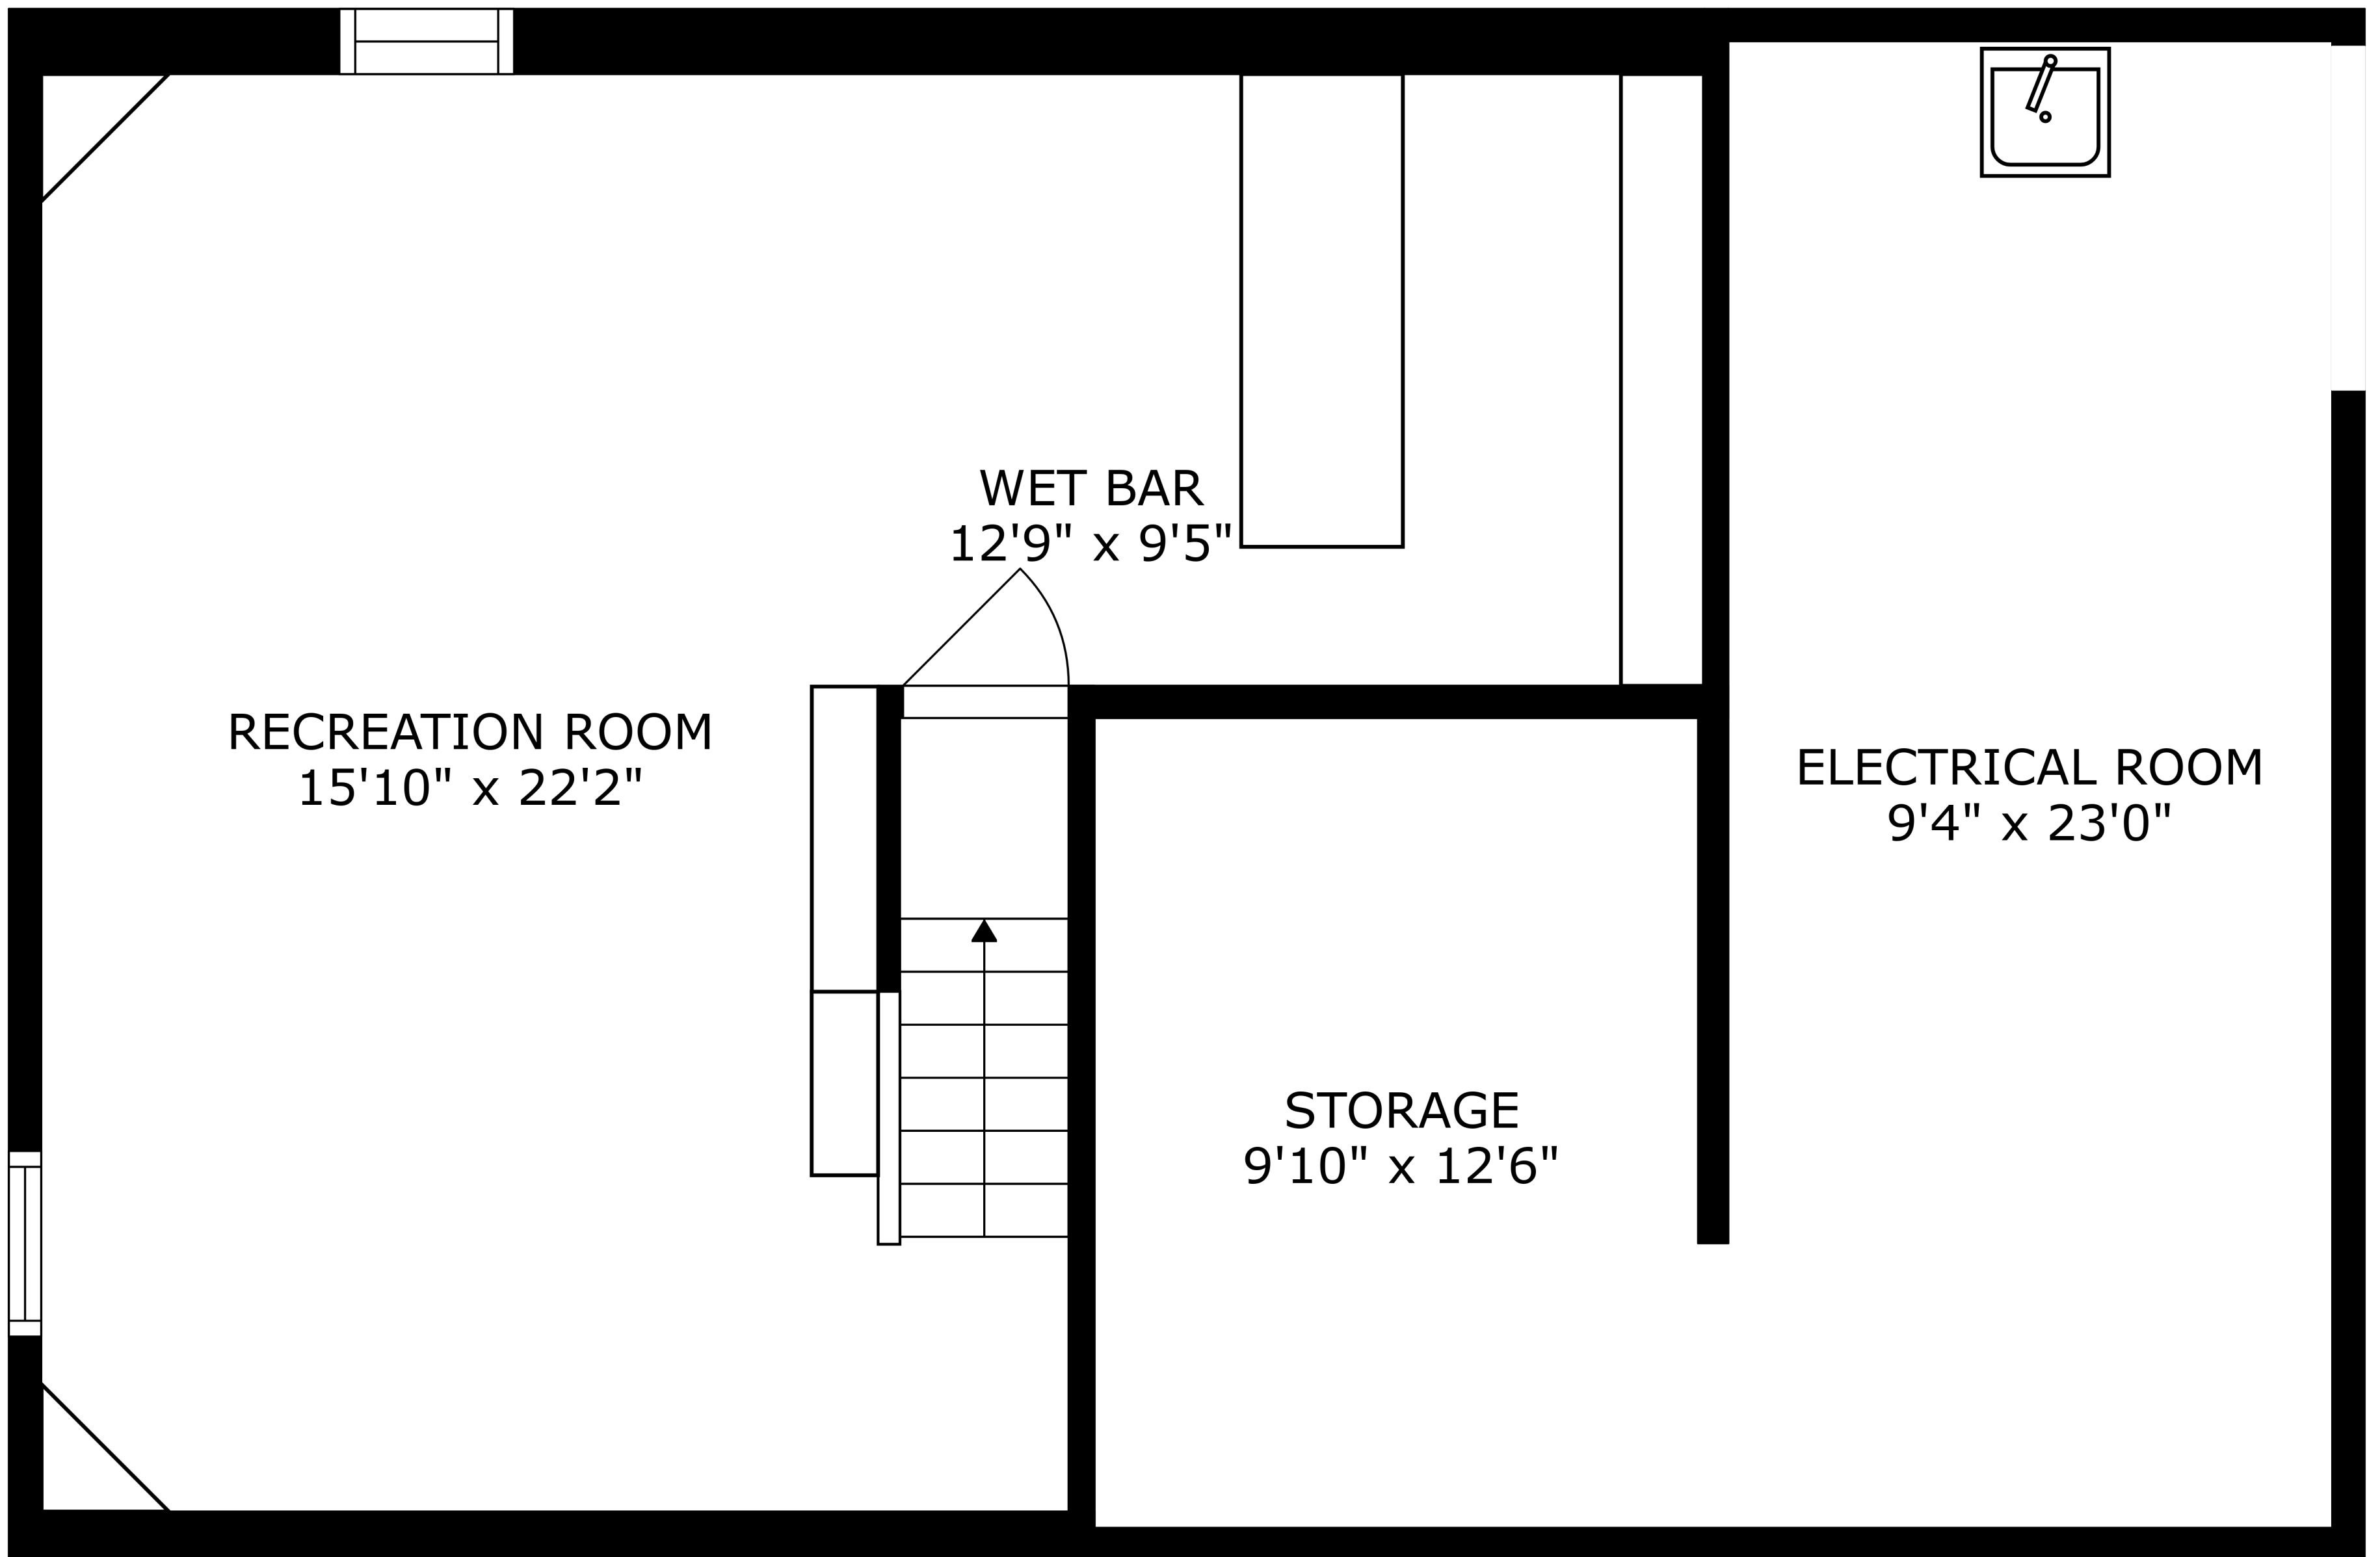 WET BAR
12'9" x 9'5"
RECREATION ROOM
15'10" x 22'2"
ELECTRICAL ROOM
9'4" x 23'0"
STORAGE
9'10" x 12'6"